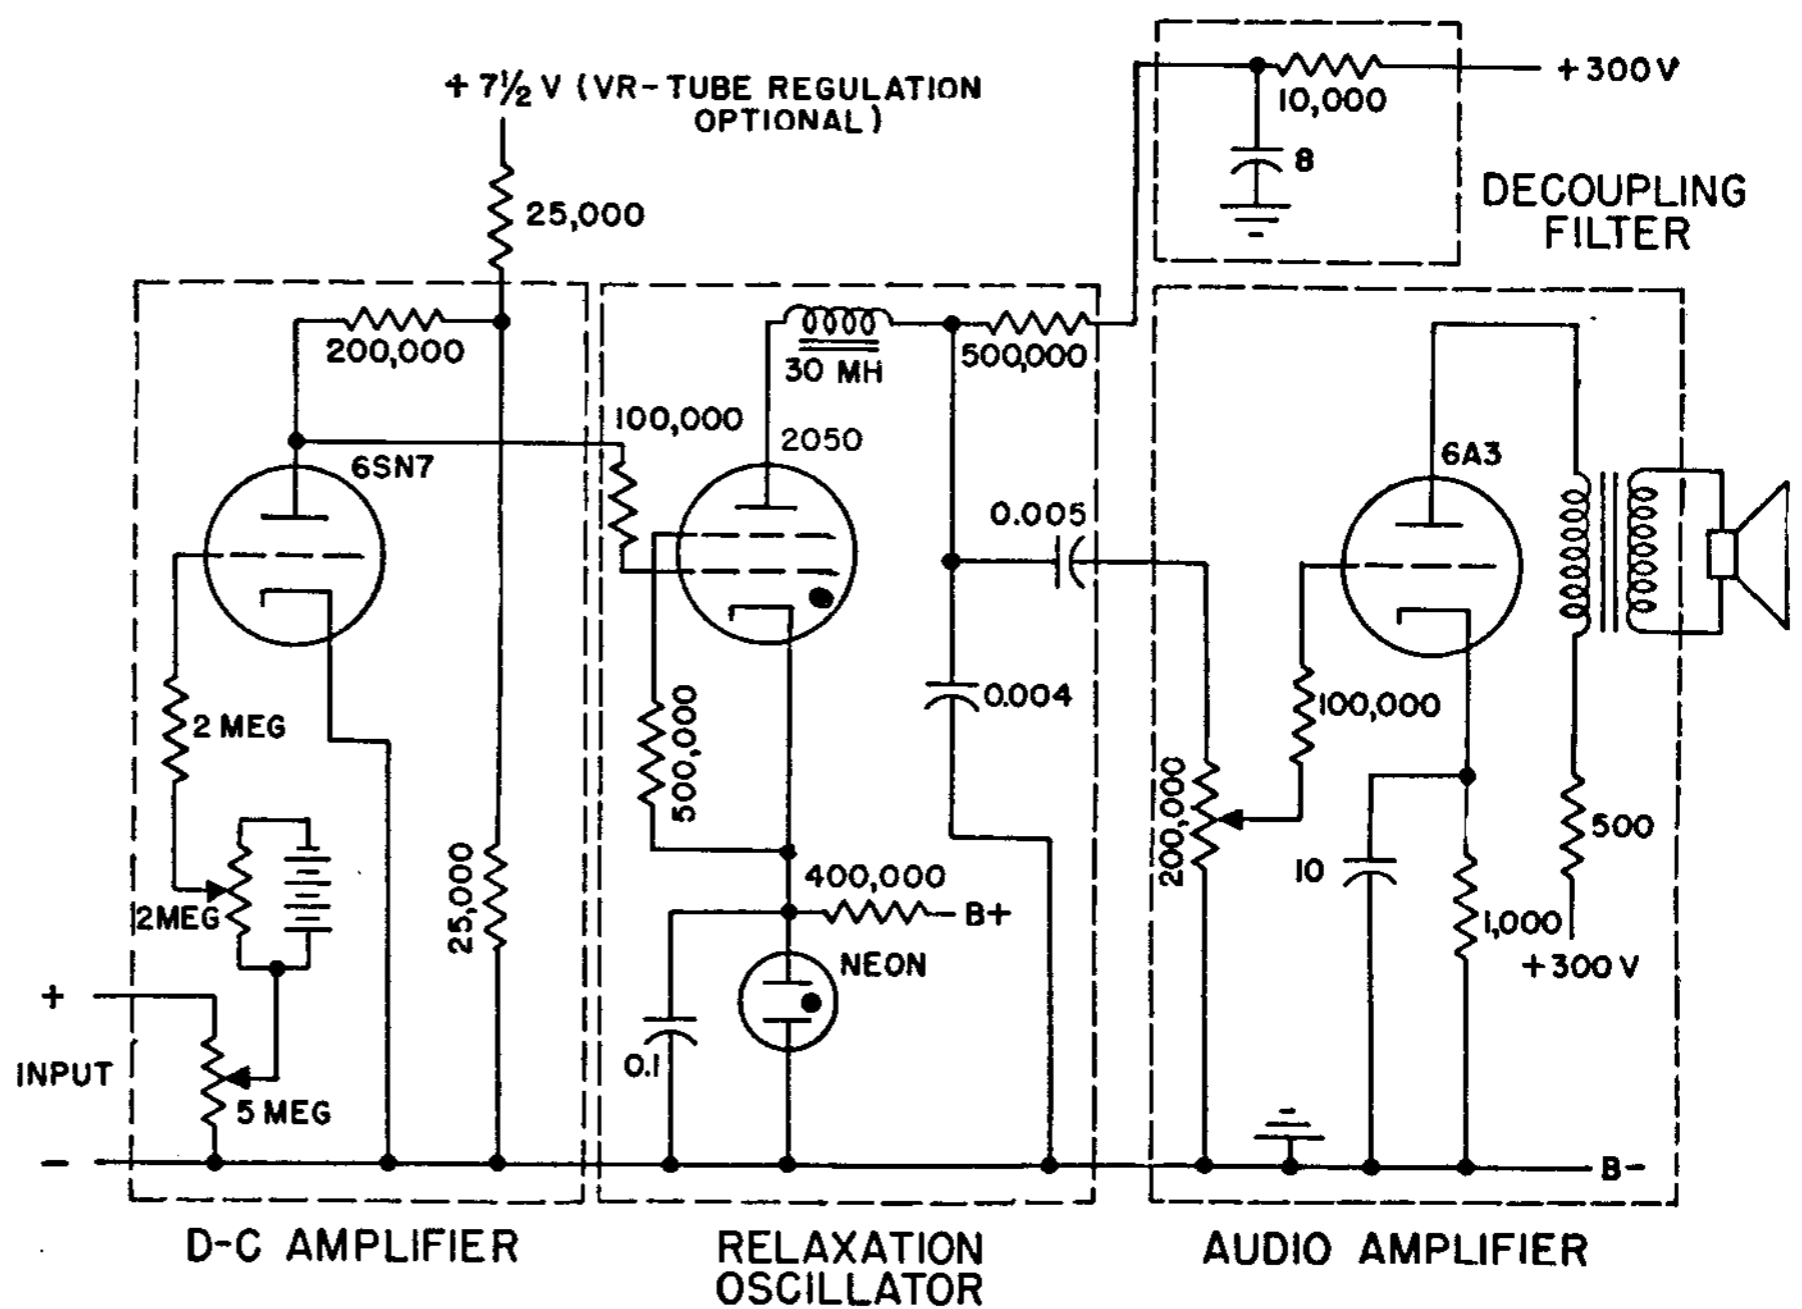 + 7½ V (VR-TUBE REGULATION
OPTIONAL)
25,000
+300V
10,000
8
DECOUPLING
FILTER
200,000
6SN7
2 MEG
2MEG
25,000
+
INPUT
5 MEG
-
D-C AMPLIFIER
30 MH
500,000
100,000
2050
0.005
0.004
500,000
400,000
B+
NEON
0.1
RELAXATION
OSCILLATOR
6A3
100,000
200,000
10
1,000
500
+300V
B-
AUDIO AMPLIFIER